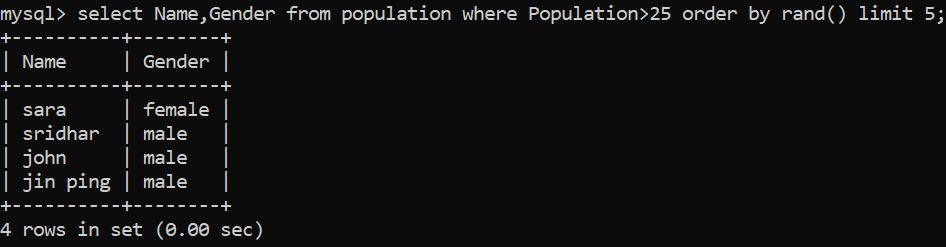 mysql> select Name,Gender from population where Population>25 order by rand() limit 5;
+----------+--------+
| Name     | Gender |
+----------+--------+
| sara     | female |
| sridhar  | male   |
| john     | male   |
| jin ping | male   |
+----------+--------+
4 rows in set (0.00 sec)